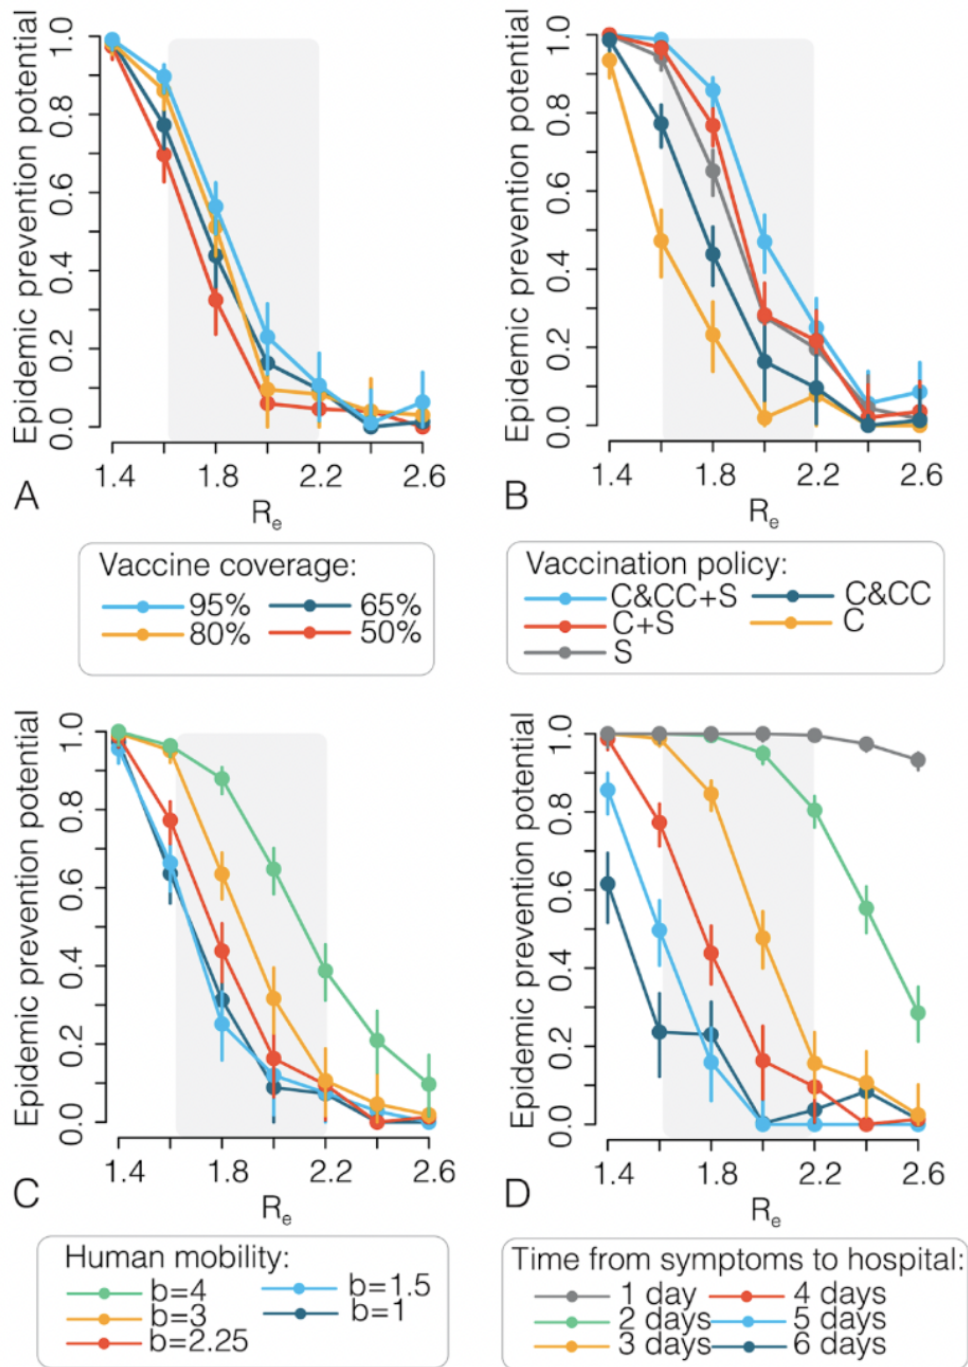 Epidemic prevention potential
1.0
0.8
0.6
0.4
0.2
0.0
1.4 1.8 2.2 2.6
A
Re
Vaccine coverage:
95% 65%
80% 50%
Epidemic prevention potential
1.0
0.8
0.6
0.4
0.2
0.0
1.4 1.8 2.2 2.6
B
Re
Vaccination policy:
C&CC+S C&CC
C+S C
S
Epidemic prevention potential
1.0
0.8
0.6
0.4
0.2
0.0
1.4 1.8 2.2 2.6
C
Re
Human mobility:
b=4 b=1.5
b=3 b=1
b=2.25
Epidemic prevention potential
1.0
0.8
0.6
0.4
0.2
0.0
1.4 1.8 2.2 2.6
D
Re
Time from symptoms to hospital:
1 day 4 days
2 days 5 days
3 days 6 days